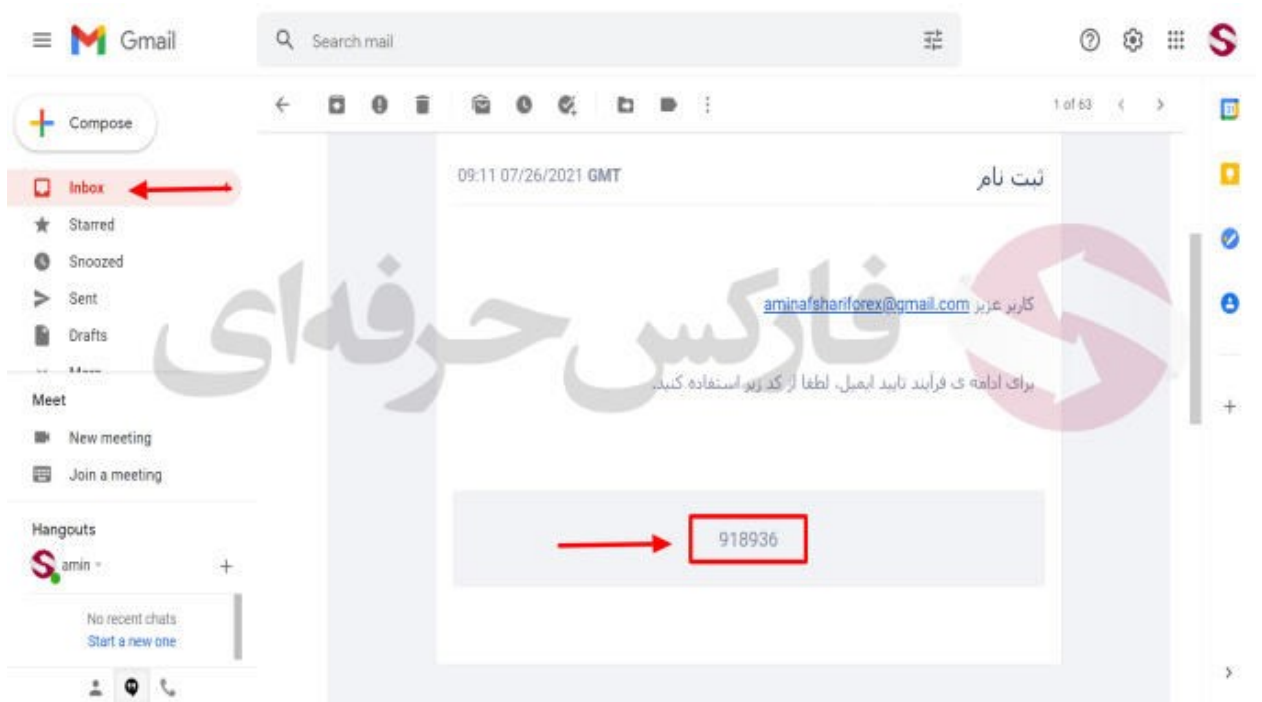 Gmail
Search mail
Compose
1 of 63
Inbox
Starred
Snoozed
Sent
Drafts
More
Meet
New meeting
Join a meeting
Hangouts
amin
No recent chats
Start a new one
ثبت نام
09:11 07/26/2021 GMT
کاربر عزیز aminafshariforex@gmail.com
برای ادامه ی فرآیند تایید ایمیل، لطفا از کد زیر استفاده کنید.
918936
فارکس حرفه‌ای
31